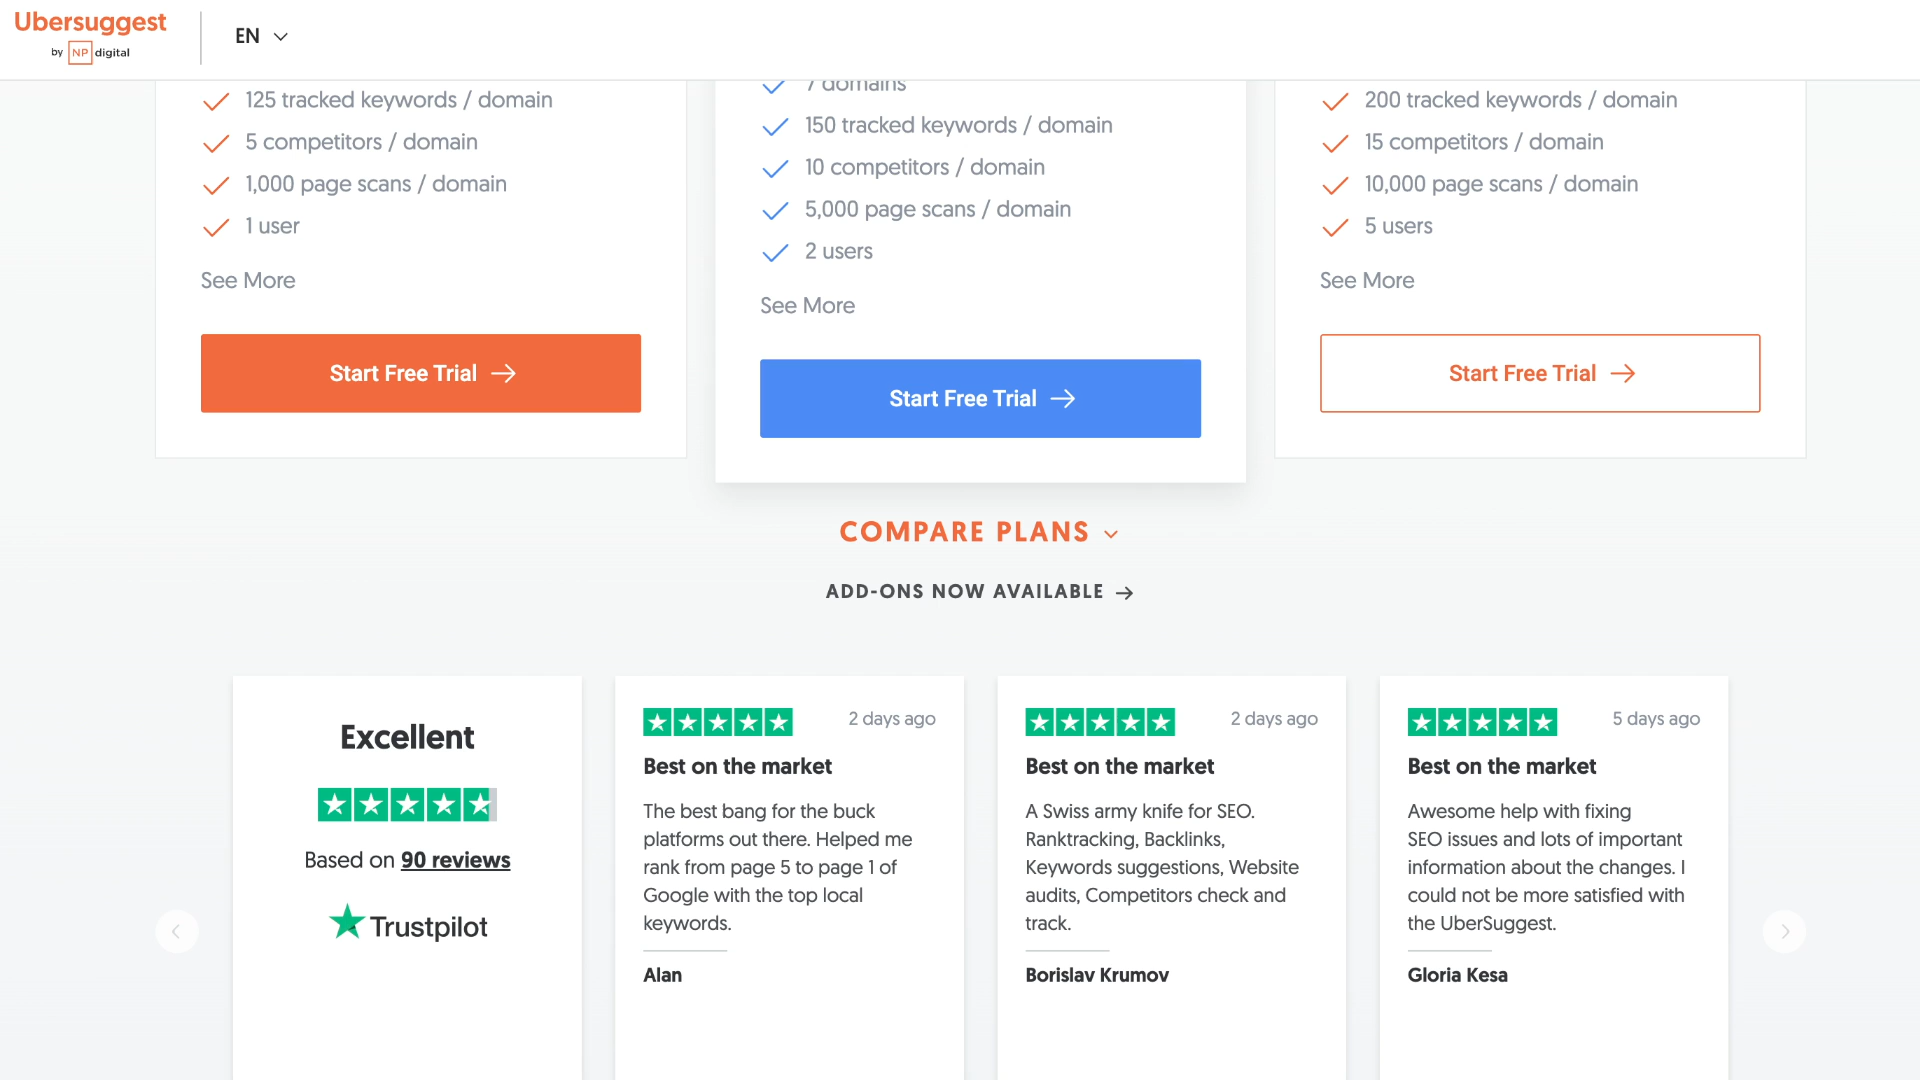 Ubersuggest
by NP digital
EN
125 tracked keywords / domain
5 competitors / domain
1,000 page scans / domain
1 user
See More
Start Free Trial
7 domains
150 tracked keywords / domain
10 competitors / domain
5,000 page scans / domain
2 users
See More
Start Free Trial
200 tracked keywords / domain
15 competitors / domain
10,000 page scans / domain
5 users
See More
Start Free Trial
COMPARE PLANS
ADD-ONS NOW AVAILABLE
Excellent
Based on 90 reviews
Trustpilot
2 days ago
Best on the market
The best bang for the buck
platforms out there. Helped me
rank from page 5 to page 1 of
Google with the top local
keywords.
Alan
2 days ago
Best on the market
A Swiss army knife for SEO.
Ranktracking, Backlinks,
Keywords suggestions, Website
audits, Competitors check and
track.
Borislav Krumov
5 days ago
Best on the market
Awesome help with fixing
SEO issues and lots of important
information about the changes. I
could not be more satisfied with
the UberSuggest.
Gloria Kesa